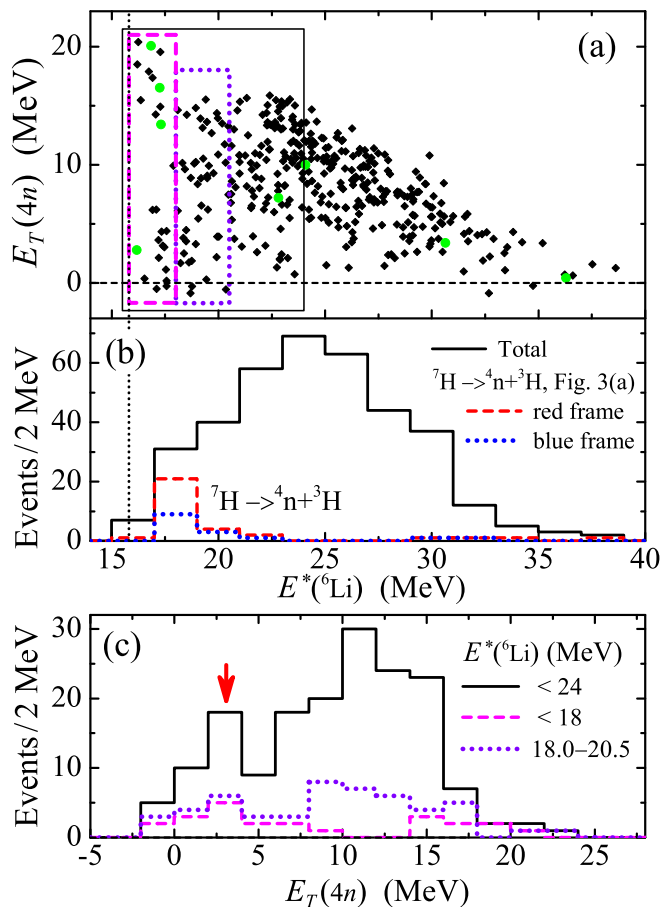 (a)
20
10
0
E_T(4n) (MeV)
(b)
Total
⁷H –>⁴n+³H, Fig. 3(a)
red frame
blue frame
⁷H –>⁴n+³H
60
40
20
0
Events/2 MeV
15 20 25 30 35 40
E*(⁶Li) (MeV)
(c)
E*(⁶Li) (MeV)
< 24
< 18
18.0–20.5
30
20
10
0
Events/2 MeV
-5 0 5 10 15 20 25
E_T(4n) (MeV)